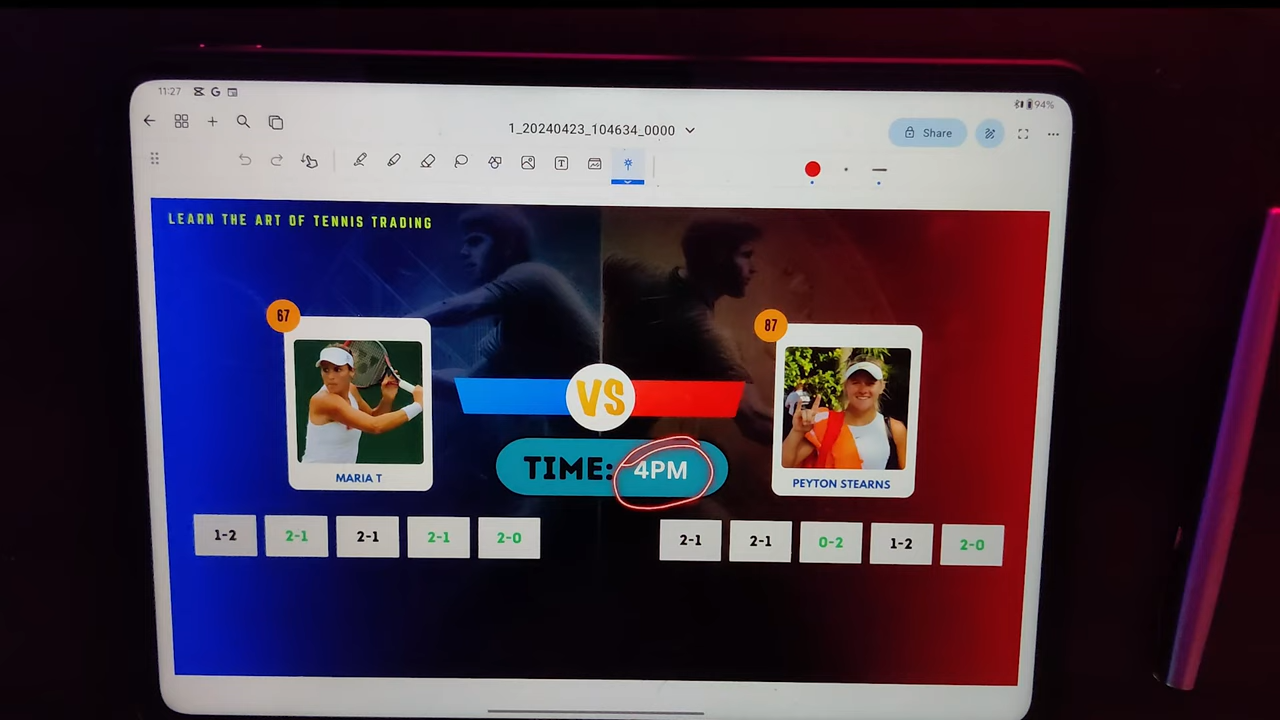 11:27 G 94%
1_20240423_104634_0000
Share
T
LEARN THE ART OF TENNIS TRADING
67
87
VS
TIME: 4PM
MARIA T
PEYTON STEARNS
1-2 2-1 2-1 2-1 2-0
2-1 2-1 0-2 1-2 2-0